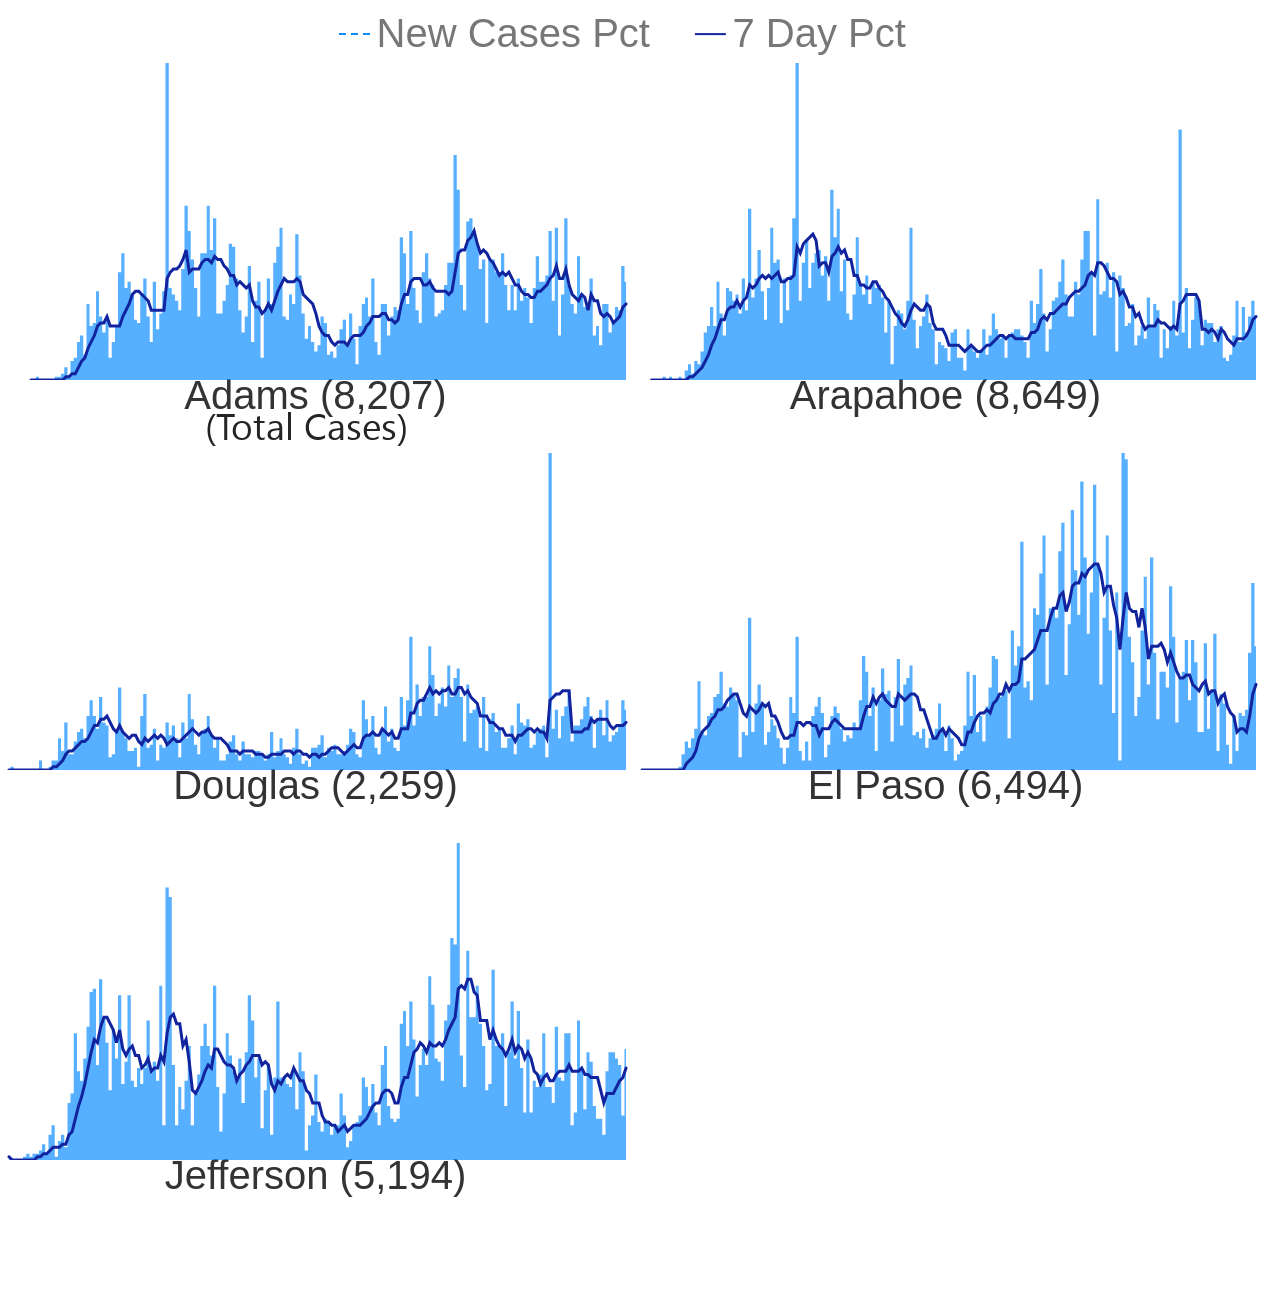 New Cases Pct 7 Day Pct
Adams (8,207) Arapahoe (8,649)
(Total Cases)
Douglas (2,259) El Paso (6,494)
Jefferson (5,194)